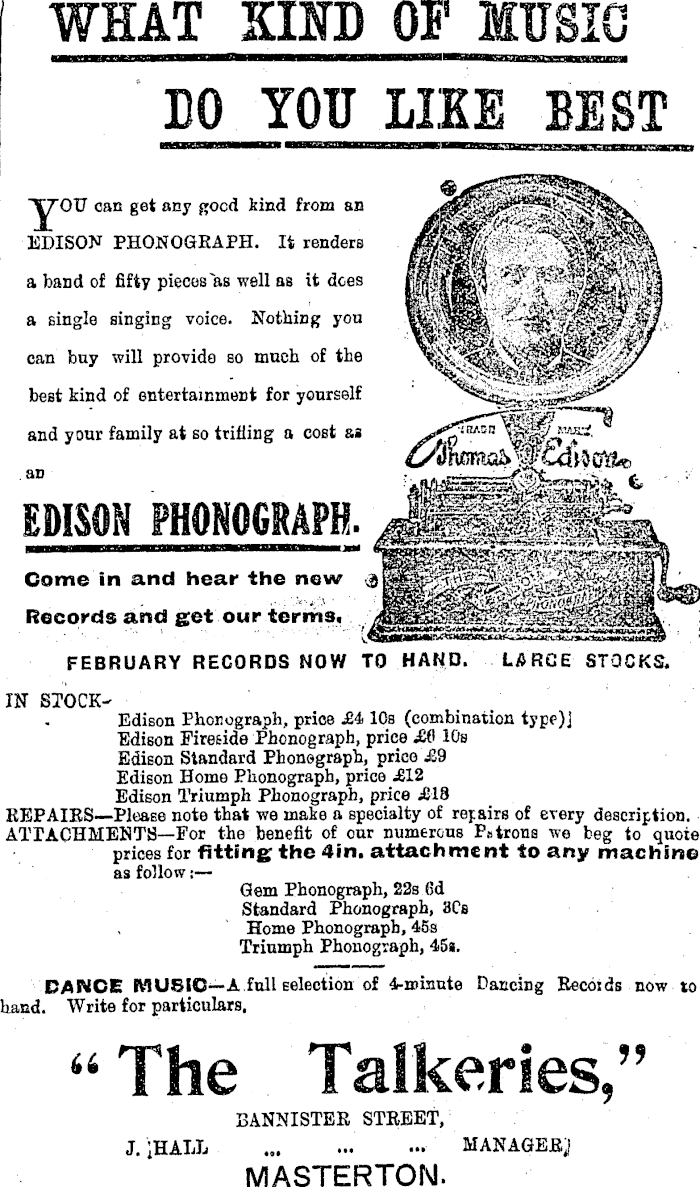 WHAT KIND OF MUSIC
DO YOU LIKE BEST
YOU can get any good kind from an
EDISON PHONOGRAPH. It renders
a band of fifty pieces as well as it does
a single singing voice. Nothing you
can buy will provide so much of the
best kind of entertainment for yourself
and your family at so trifling a cost as
an
EDISON PHONOGRAPH.
Come in and hear the new
Records and get our terms.
TRADE MARK
Thomas Edison
FEBRUARY RECORDS NOW TO HAND. LARGE STOCKS.
IN STOCK-
Edison Phonograph, price £4 10s (combination type)]
Edison Fireside Phonograph, price £6 10s
Edison Standard Phonograph, price £9
Edison Home Phonograph, price £12
Edison Triumph Phonograph, price £18
REPAIRS—Please note that we make a specialty of repairs of every description.
ATTACHMENTS—For the benefit of our numerous Patrons we beg to quote
prices for fitting the 4in. attachment to any machine
as follow:—
Gem Phonograph, 22s 6d
Standard Phonograph, 30s
Home Phonograph, 45s
Triumph Phonograph, 45s.
DANCE MUSIC—A full selection of 4-minute Dancing Records now to
hand. Write for particulars.
"The Talkeries,"
BANNISTER STREET,
J. HALL ... ... ... MANAGER
MASTERTON.